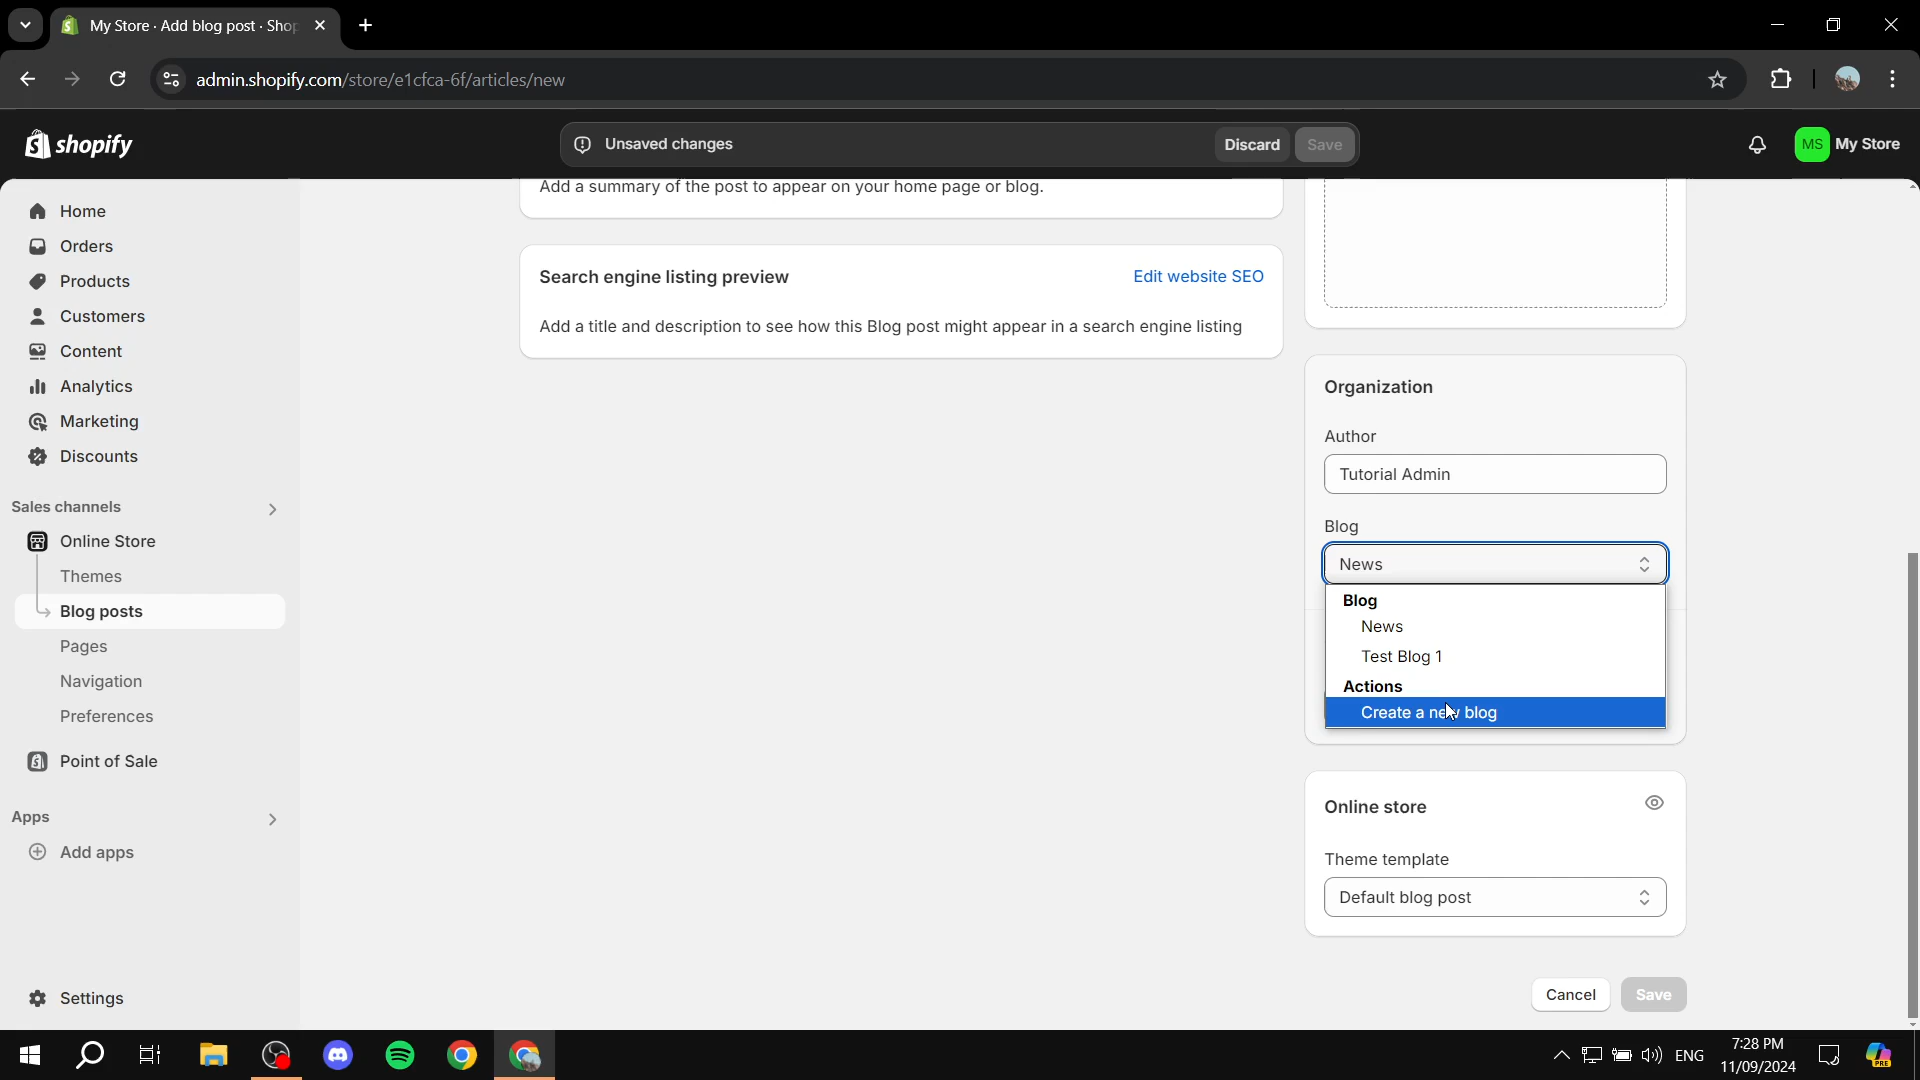 My Store · Add blog post · Shop
admin.shopify.com/store/e1cfca-6f/articles/new
shopify
Unsaved changes
Discard
Save
MS
My Store
Home
Orders
Products
Customers
Content
Analytics
Marketing
Discounts
Sales channels
Online Store
Themes
Blog posts
Pages
Navigation
Preferences
Point of Sale
Apps
Add apps
Settings
Add a summary of the post to appear on your home page or blog.
Search engine listing preview
Edit website SEO
Add a title and description to see how this Blog post might appear in a search engine listing
Organization
Author
Tutorial Admin
Blog
News
Blog
News
Test Blog 1
Actions
Create a new blog
Online store
Theme template
Default blog post
Cancel
Save
ENG
7:28 PM
11/09/2024
PRE